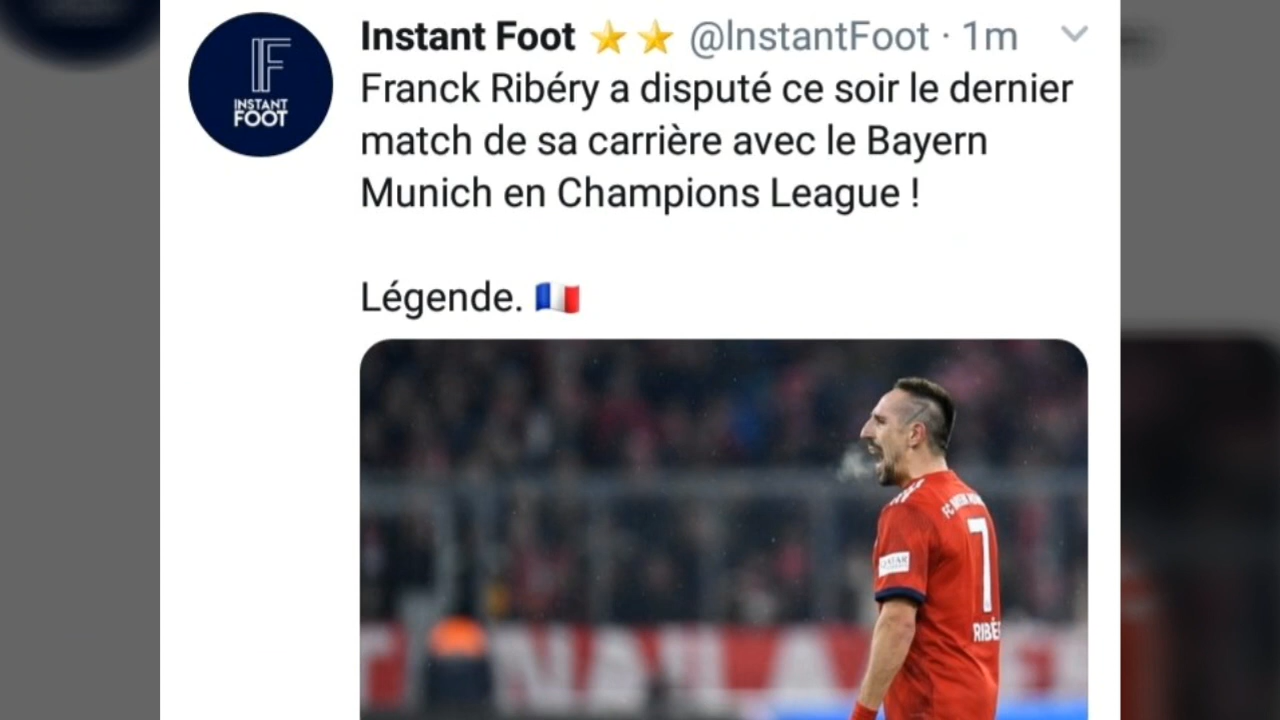 IF
INSTANT
FOOT
Instant Foot ⭐⭐ @InstantFoot · 1m
Franck Ribéry a disputé ce soir le dernier
match de sa carrière avec le Bayern
Munich en Champions League !
Légende. 🇫🇷
7